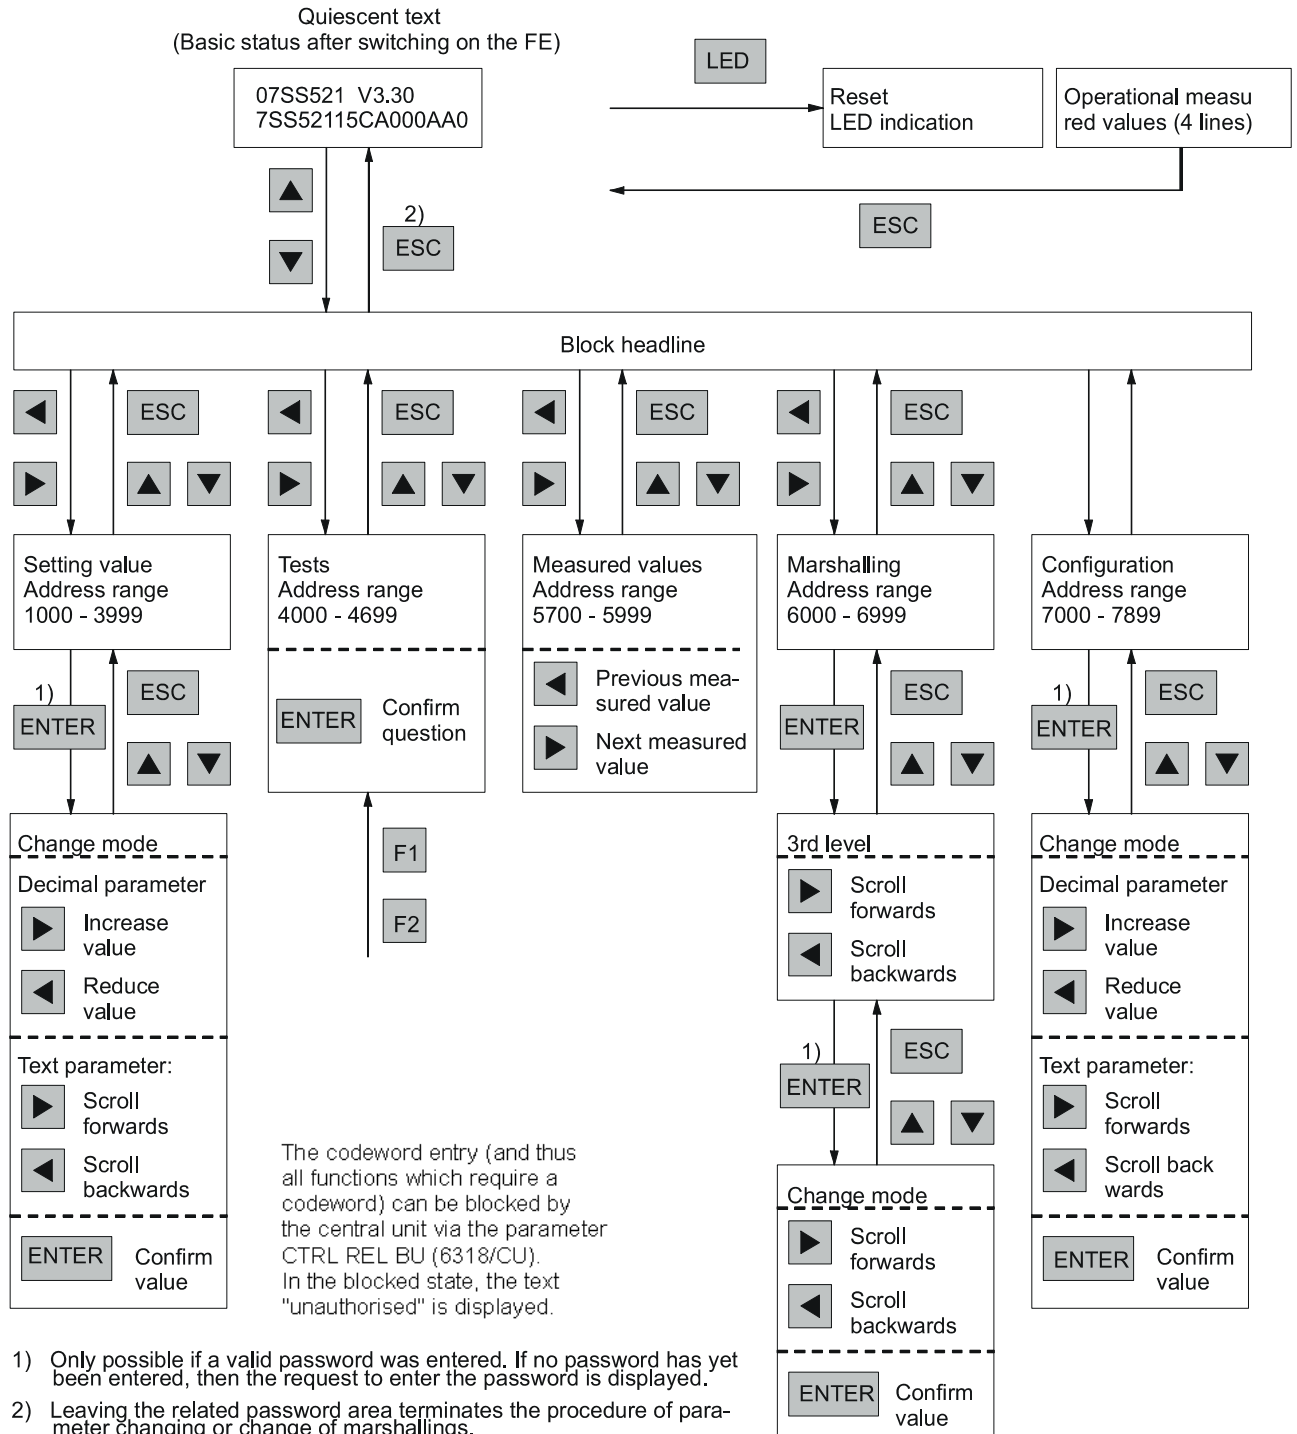 Quiescent text
(Basic status after switching on the FE)
07SS521 V3.30
7SS52115CA000AA0
LED
Reset
LED indication
Operational measu
red values (4 lines)
ESC
2)
ESC
Block headline
ESC
ESC
ESC
ESC
Setting value
Address range
1000 - 3999
Tests
Address range
4000 - 4699
Measured values
Address range
5700 - 5999
Marshalling
Address range
6000 - 6999
Configuration
Address range
7000 - 7899
1)
ENTER
ESC
ENTER
Confirm
question
Previous mea-
sured value
Next measured
value
ENTER
ESC
1)
ENTER
ESC
F1
F2
Change mode
Decimal parameter
Increase
value
Reduce
value
Text parameter:
Scroll
forwards
Scroll
backwards
ENTER
Confirm
value
3rd level
Scroll
forwards
Scroll
backwards
1)
ENTER
ESC
Change mode
Scroll
forwards
Scroll
backwards
ENTER
Confirm
value
Change mode
Decimal parameter
Increase
value
Reduce
value
Text parameter:
Scroll
forwards
Scroll back
wards
ENTER
Confirm
value
The codeword entry (and thus
all functions which require a
codeword) can be blocked by
the central unit via the parameter
CTRL REL BU (6318/CU).
In the blocked state, the text
"unauthorised" is displayed.
1) Only possible if a valid password was entered. If no password has yet
been entered, then the request to enter the password is displayed.
2) Leaving the related password area terminates the procedure of para-
meter changing or change of marshallings.